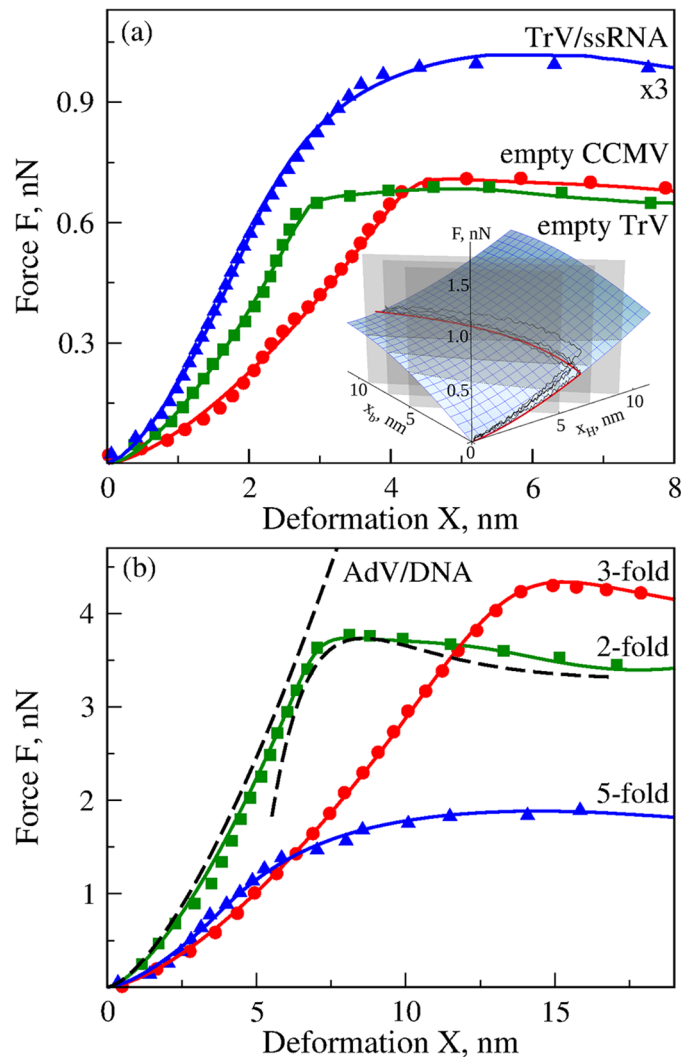 (a)
TrV/ssRNA
x3
empty CCMV
empty TrV
Force F, nN
0.9
0.6
0.3
F, nN
1.5
1.0
0.5
0
10
5
x_b, nm
5
10
x_H, nm
0 2 4 6 8
Deformation X, nm
(b)
AdV/DNA
3-fold
2-fold
5-fold
Force F, nN
4
3
2
1
0 5 10 15
Deformation X, nm